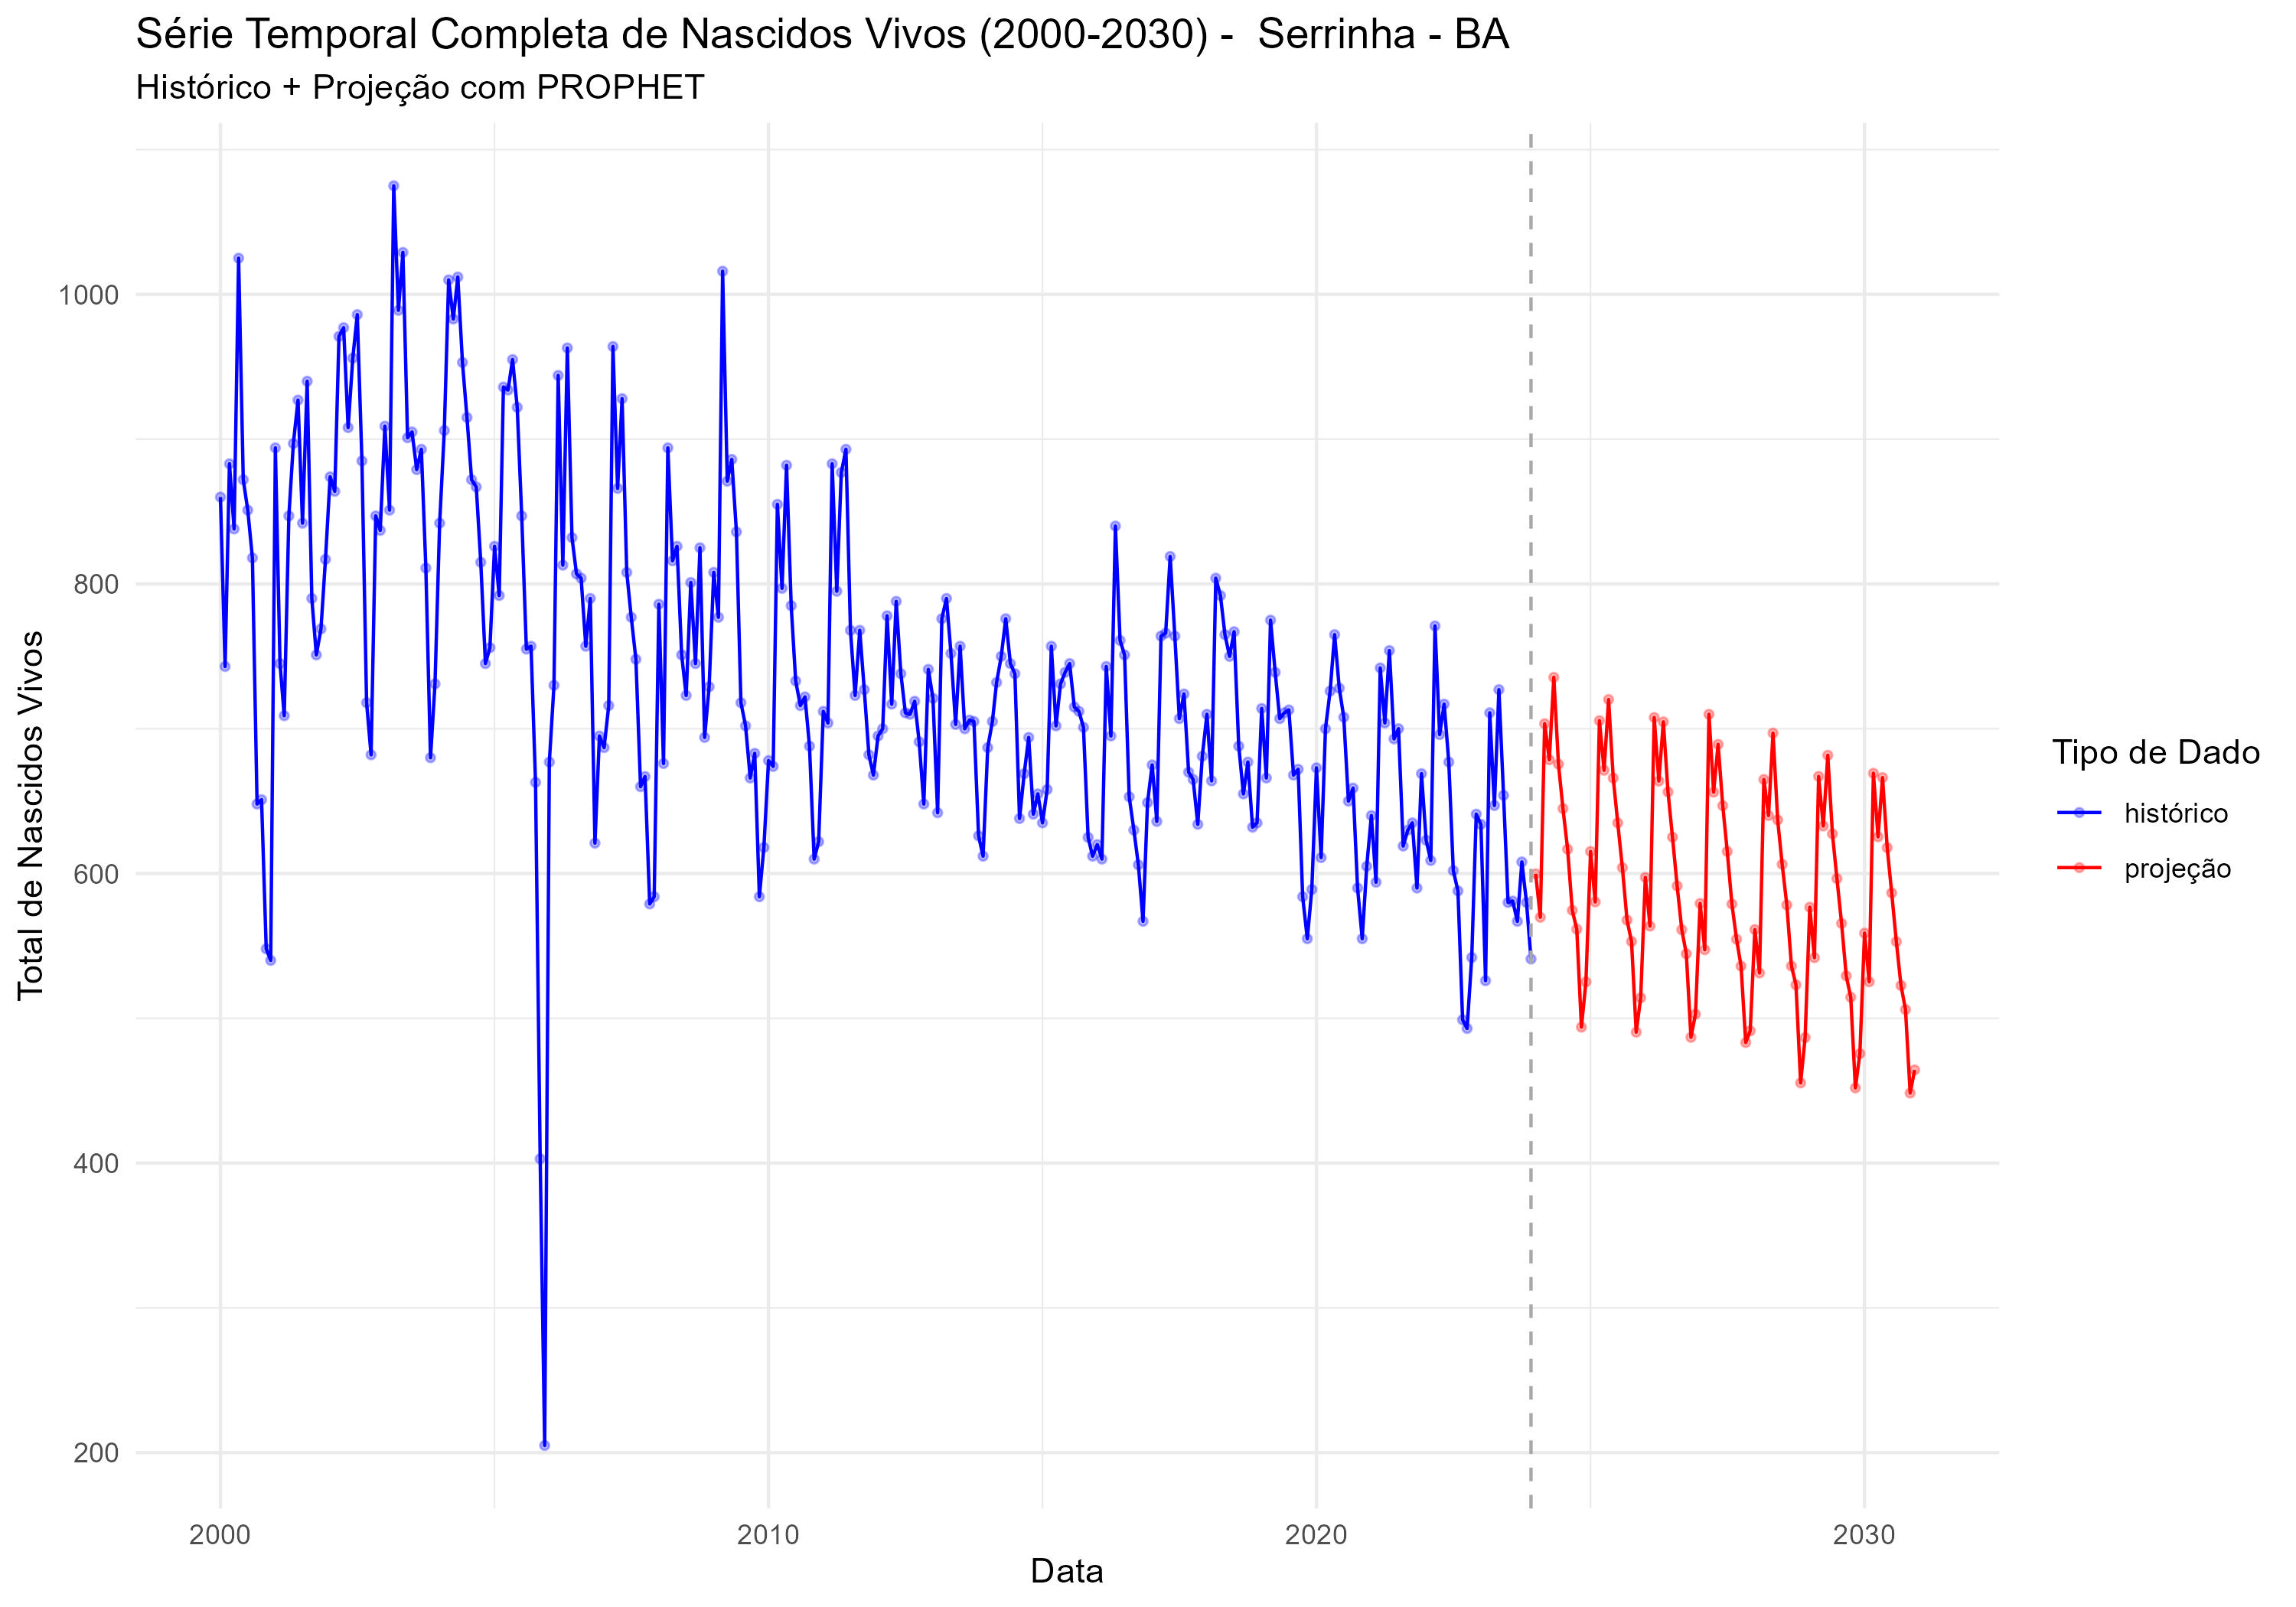 Série Temporal Completa de Nascidos Vivos (2000-2030) -  Serrinha - BA
Histórico + Projeção com PROPHET
Total de Nascidos Vivos
1000
800
600
400
200
2000
2010
2020
2030
Data
Tipo de Dado
histórico
projeção